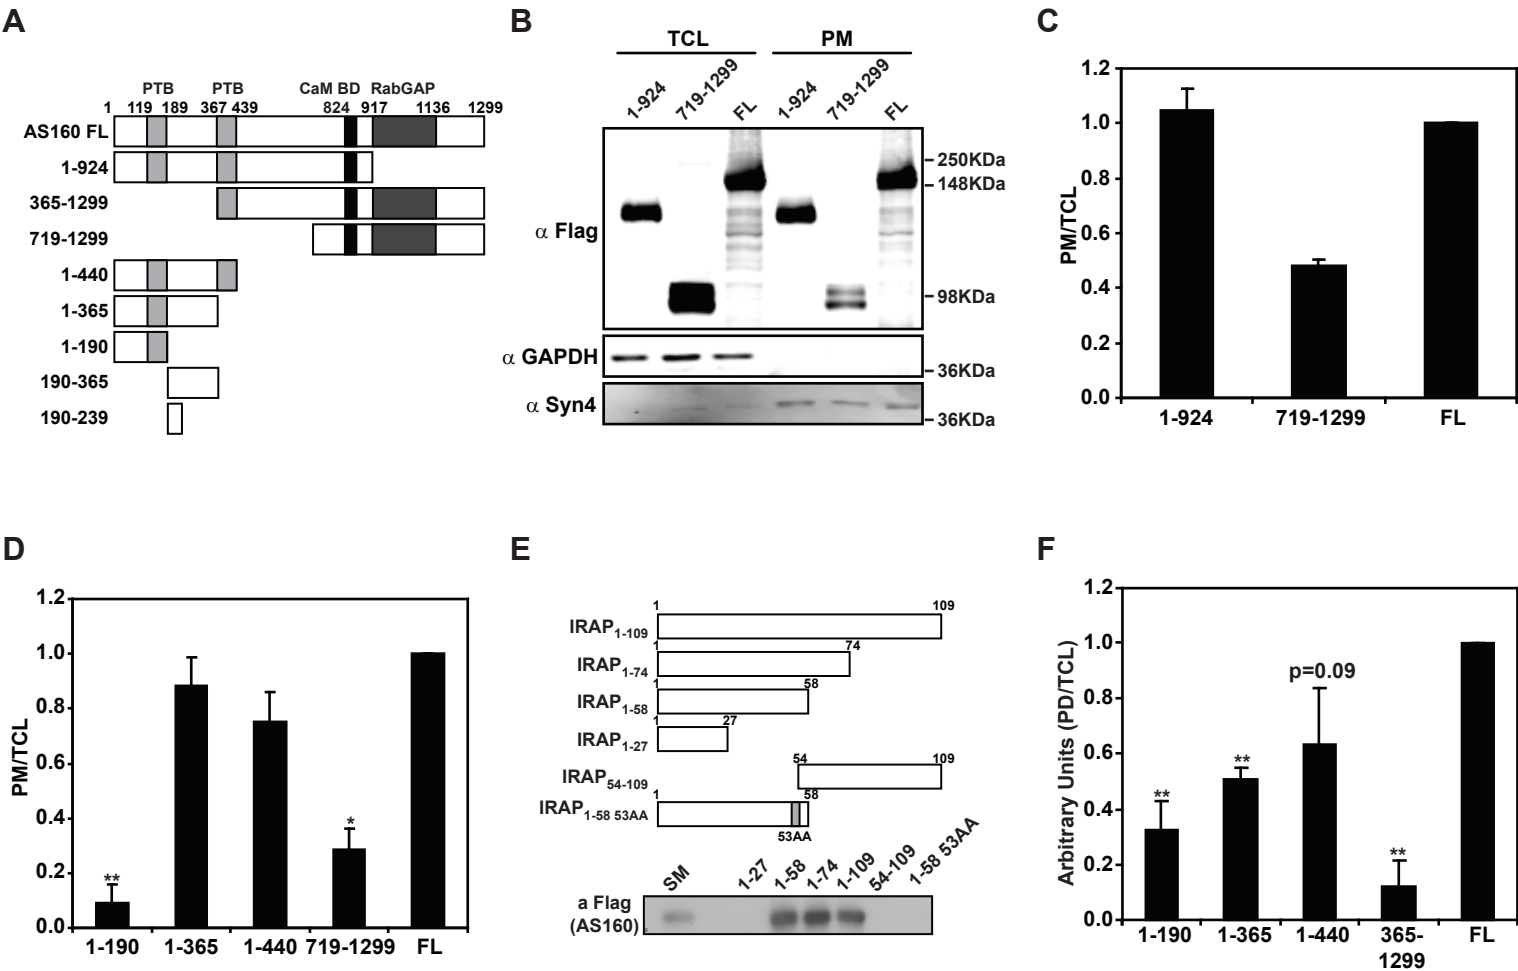 A
PTB PTB CaM BD RabGAP
1 119 189 367 439 824 917 1136 1299
AS160 FL
1-924
365-1299
719-1299
1-440
1-365
1-190
190-365
190-239
B
TCL PM
1-924 719-1299 FL 1-924 719-1299 FL
250KDa
148KDa
α Flag
98KDa
α GAPDH
36KDa
α Syn4
36KDa
C
PM/TCL
1.2
1.0
0.8
0.6
0.4
0.2
0.0
1-924 719-1299 FL
D
PM/TCL
1.2
1.0
0.8
0.6
0.4
0.2
0.0
** *
1-190 1-365 1-440 719-1299 FL
E
1 109
IRAP1-109
1 74
IRAP1-74
1 58
IRAP1-58
1 27
IRAP1-27
54 109
IRAP54-109
1 58
IRAP1-58 53AA
53AA
SM 1-27 1-58 1-74 1-109 54-109 1-58 53AA
a Flag
(AS160)
F
Arbitrary Units (PD/TCL)
1.2
1.0
0.8
0.6
0.4
0.2
0.0
** ** p=0.09 **
1-190 1-365 1-440 365- FL
1299